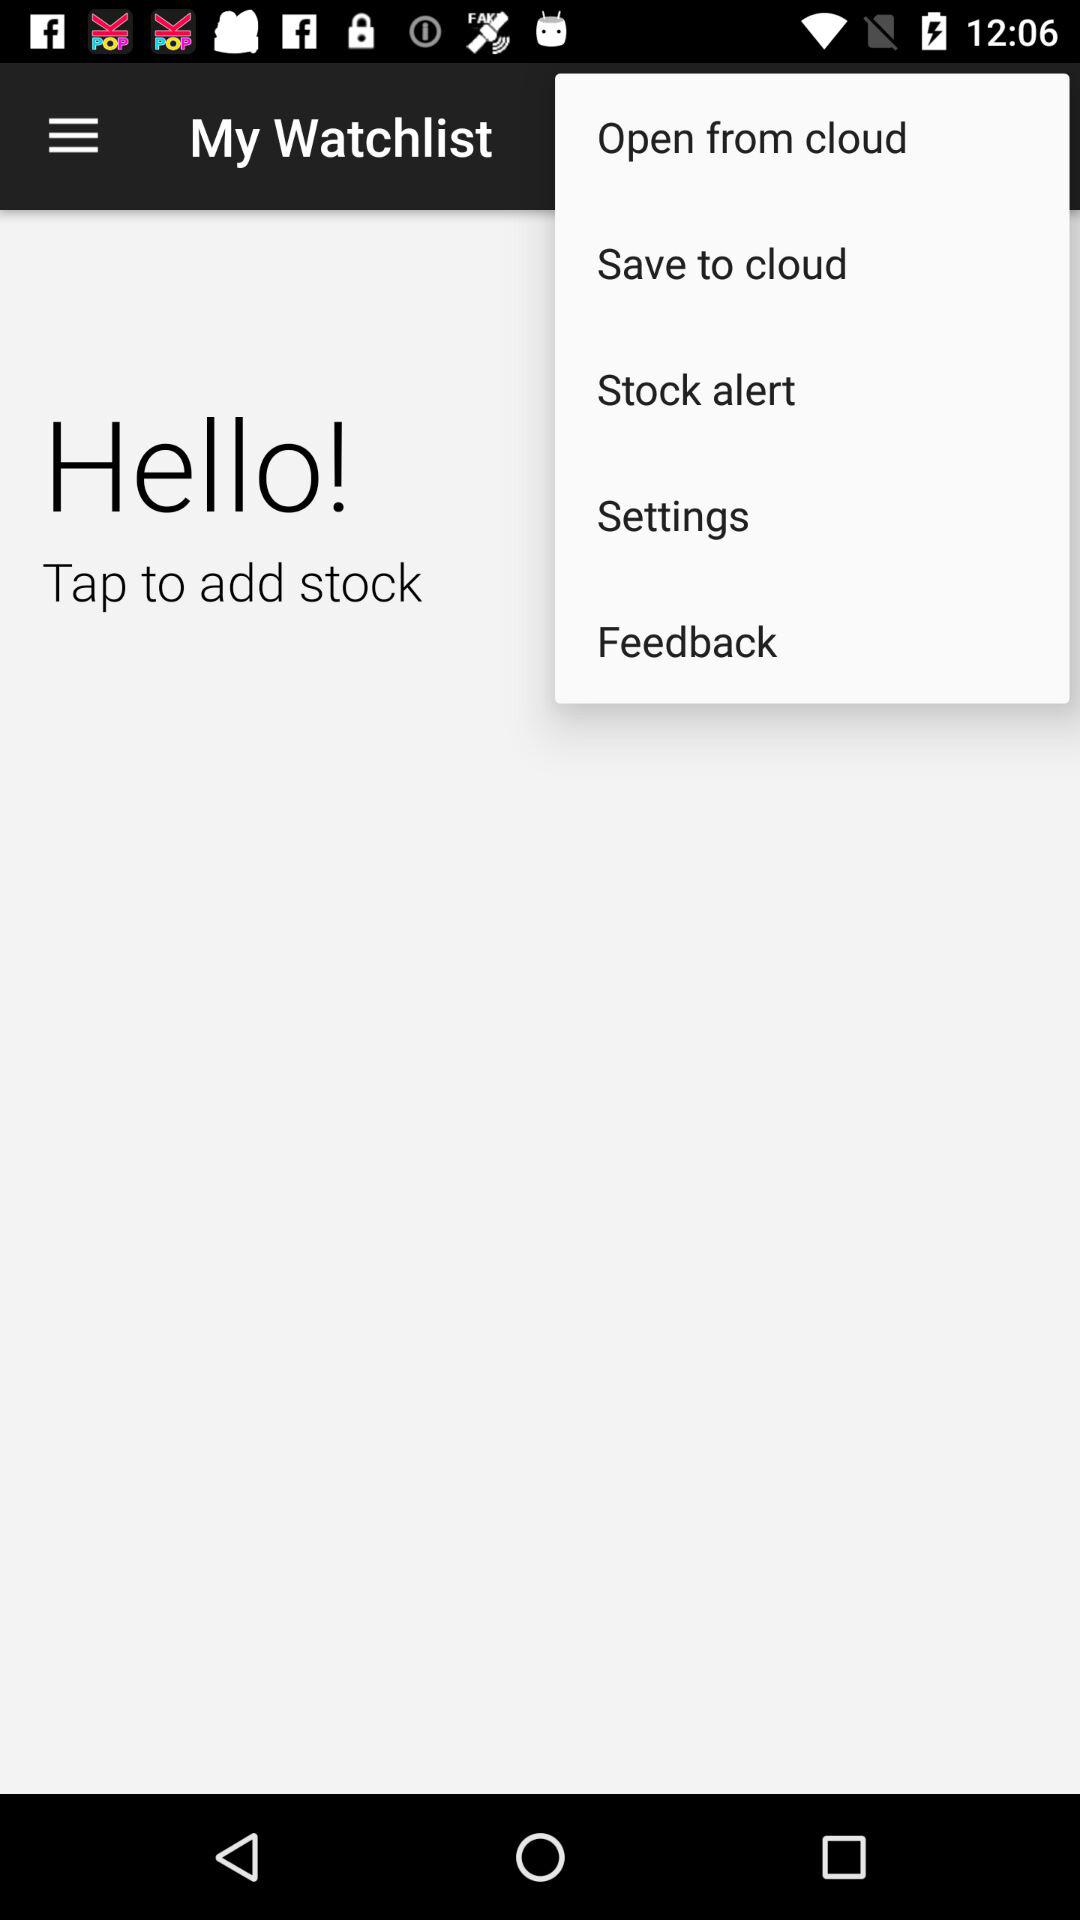 POP POP FAKE 12:06
My Watchlist
Open from cloud
Save to cloud
Stock alert
Settings
Feedback
Hello!
Tap to add stock